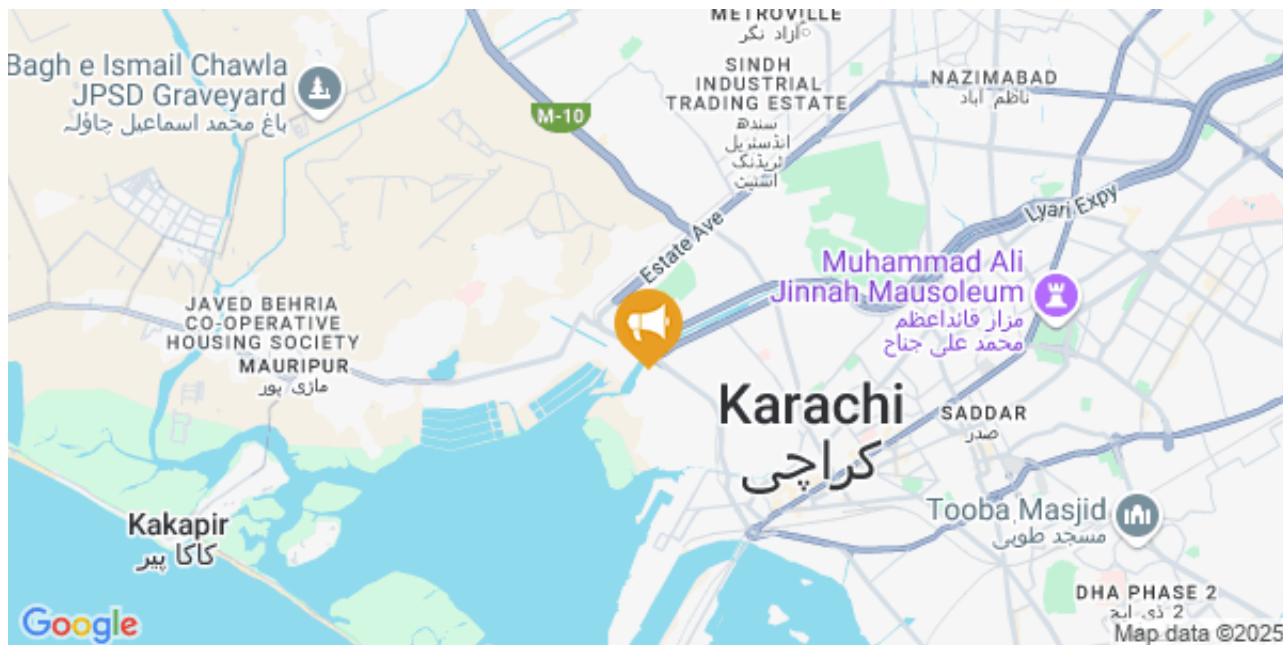 METROVILLE
آزاد نگر
Bagh e Ismail Chawla
JPSD Graveyard
باغ محمد اسماعیل چاؤلہ
M-10
SINDH
INDUSTRIAL
TRADING ESTATE
سندھ
انڈسٹریل
ٹریڈنگ
اسٹیٹ
NAZIMABAD
ناظم آباد
Lyari Expy
Estate Ave
Muhammad Ali
Jinnah Mausoleum
مزار قائداعظم
محمد علی جناح
JAVED BEHRIA
CO-OPERATIVE
HOUSING SOCIETY
MAURIPUR
ماڑی پور
Karachi
کراچی
SADDAR
صدر
Kakapir
کاکا پیر
Tooba Masjid
مسجد طوبی
DHA PHASE 2
ڈی ایچ 2
Google
Map data ©2025